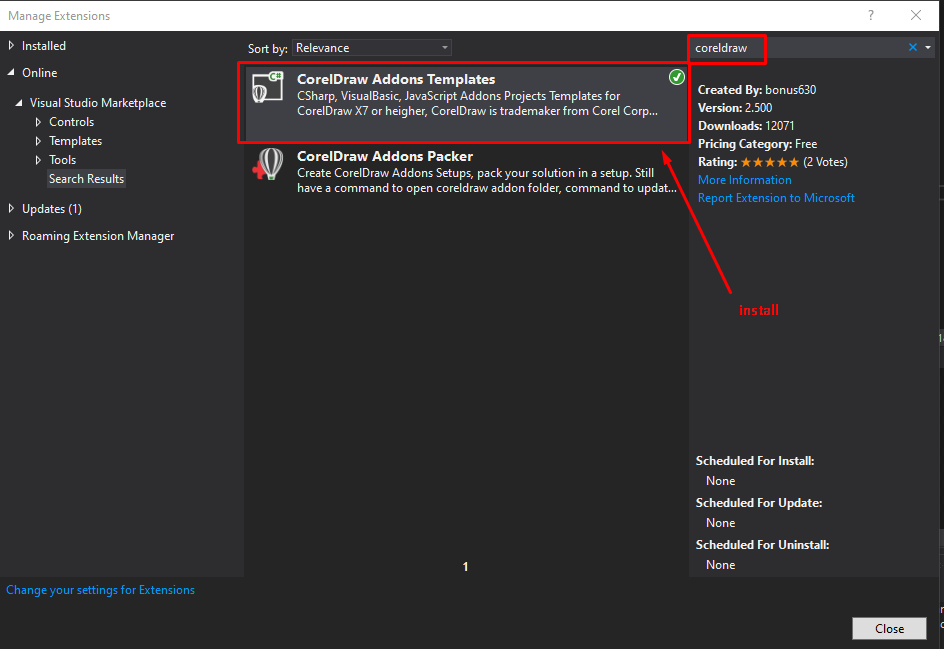 Manage Extensions
Installed
Online
Visual Studio Marketplace
Controls
Templates
Tools
Search Results
Updates (1)
Roaming Extension Manager
Sort by: Relevance
CorelDraw Addons Templates
CSharp, VisualBasic, JavaScript Addons Projects Templates for
CorelDraw X7 or heigher, CorelDraw is trademaker from Corel Corp...
CorelDraw Addons Packer
Create CorelDraw Addons Setups, pack your solution in a setup. Still
have a command to open coreldraw addon folder, command to updat...
1
coreldraw
Created By: bonus630
Version: 2.500
Downloads: 12071
Pricing Category: Free
Rating: ★★★★★ (2 Votes)
More Information
Report Extension to Microsoft
install
Scheduled For Install:
None
Scheduled For Update:
None
Scheduled For Uninstall:
None
Change your settings for Extensions
Close